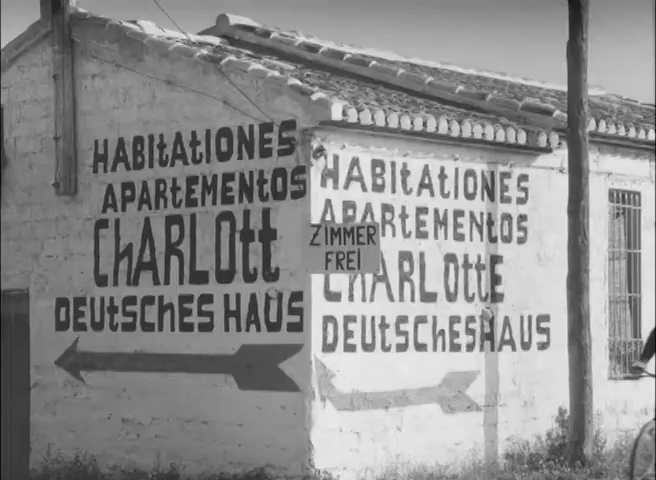 HABItAtIONES
APARtEMENtOS
ChARLOtt
DEUtSChES HAUS
ZIMMER
FREI
HABItAtIONES
APARtEMENtOS
ChARLOttE
DEUtSChESHAUS